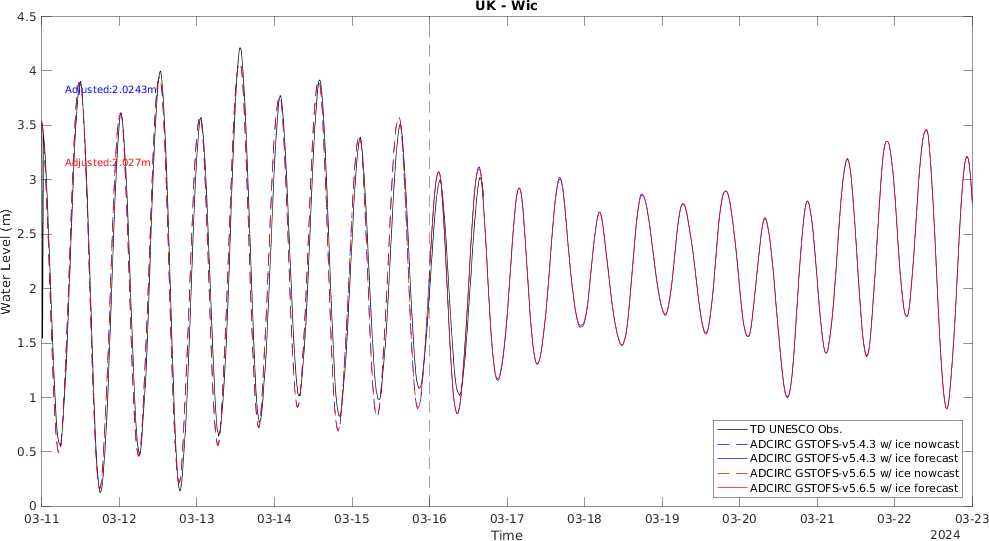 UK - Wic
4.5
4
3.5
3
2.5
2
1.5
1
0.5
0
Water Level (m)
Adjusted:2.0243m
Adjusted:2.027m
TD UNESCO Obs.
ADCIRC GSTOFS-v5.4.3 w/ ice nowcast
ADCIRC GSTOFS-v5.4.3 w/ ice forecast
ADCIRC GSTOFS-v5.6.5 w/ ice nowcast
ADCIRC GSTOFS-v5.6.5 w/ ice forecast
03-11 03-12 03-13 03-14 03-15 03-16 03-17 03-18 03-19 03-20 03-21 03-22 03-23
Time
2024